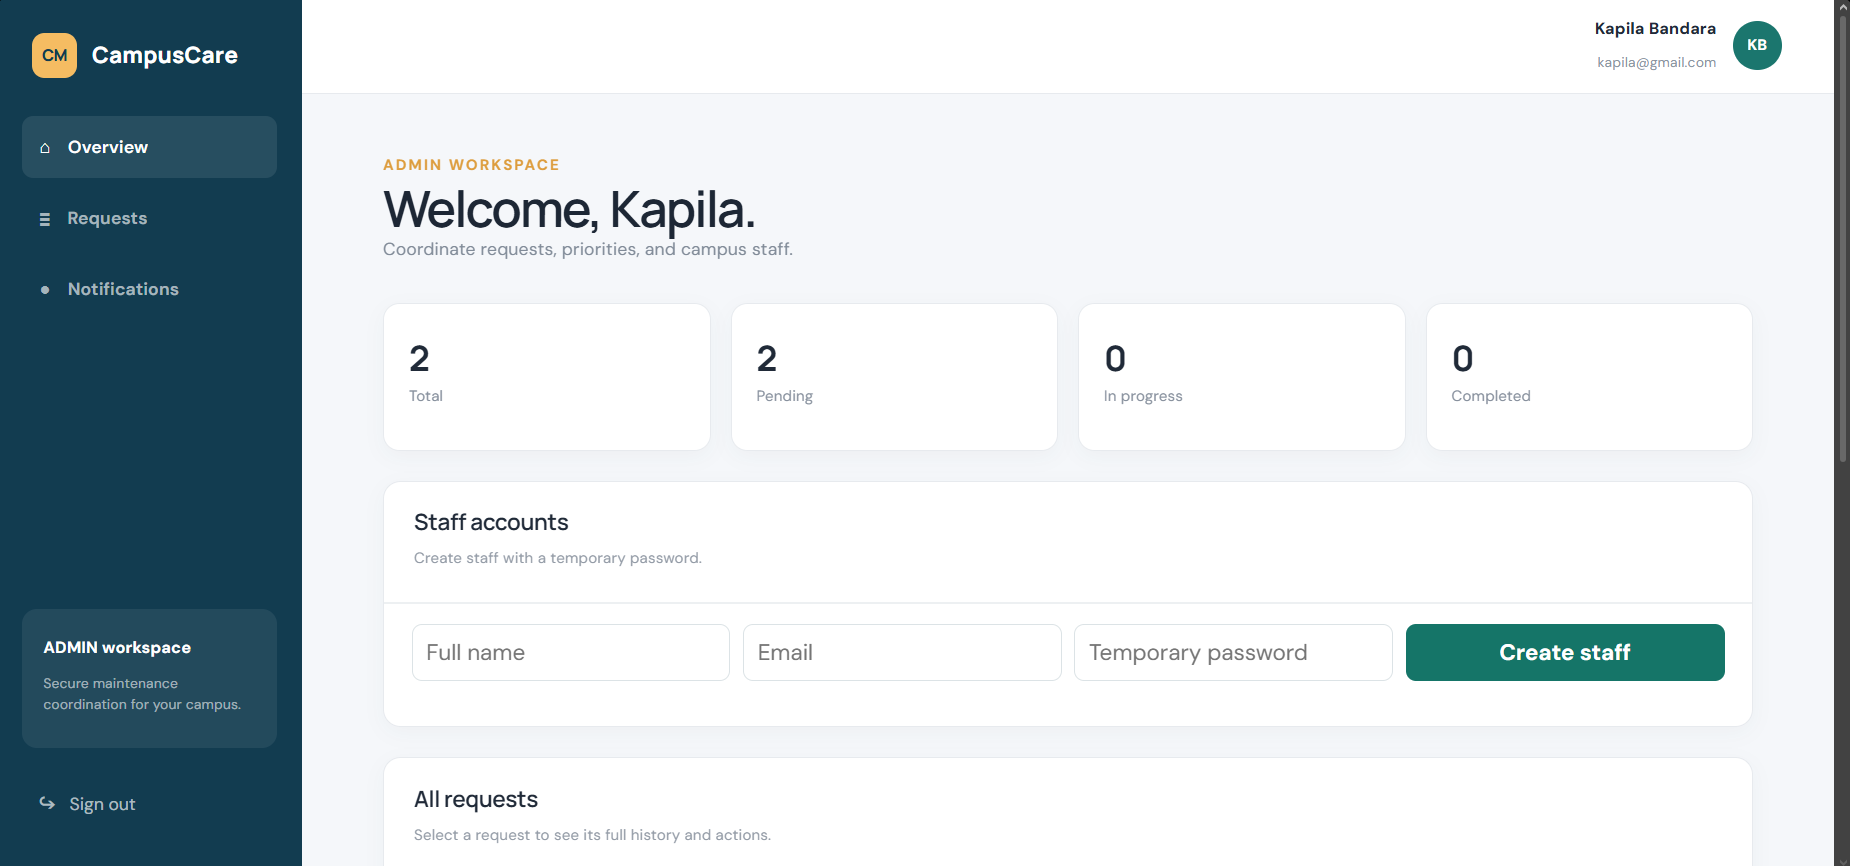 CM CampusCare
Overview
Requests
Notifications
ADMIN workspace
Secure maintenance
coordination for your campus.
Sign out
Kapila Bandara
kapila@gmail.com
KB
ADMIN WORKSPACE
Welcome, Kapila.
Coordinate requests, priorities, and campus staff.
2
Total
2
Pending
0
In progress
0
Completed
Staff accounts
Create staff with a temporary password.
Full name
Email
Temporary password
Create staff
All requests
Select a request to see its full history and actions.